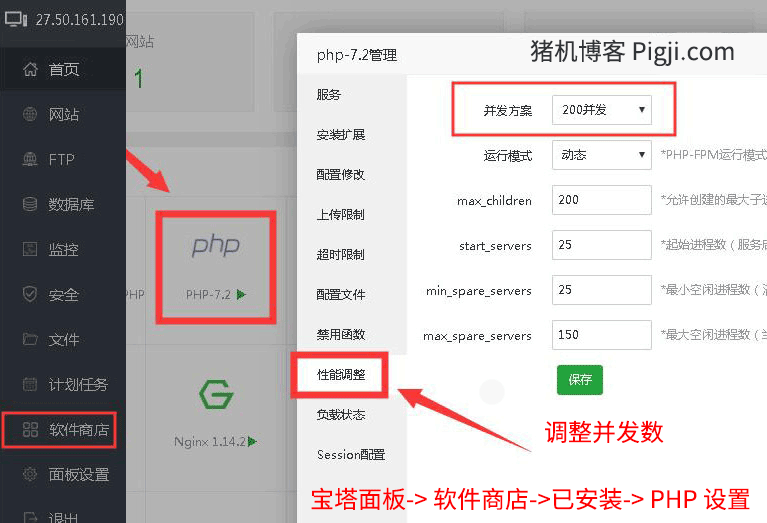 27.50.161.190
首页
网站
FTP
数据库
监控
安全
文件
计划任务
软件商店
面板设置
退出
网站
1
PHP
php
PHP-7.2
Nginx 1.14.2
php-7.2管理
猪机博客 Pigji.com
服务
安装扩展
配置修改
上传限制
超时限制
配置文件
禁用函数
性能调整
负载状态
Session配置
并发方案 200并发
运行模式 动态 *PHP-FPM运行模式
max_children 200 *允许创建的最大子进
start_servers 25 *起始进程数（服务启
min_spare_servers 25 *最小空闲进程数（清
max_spare_servers 150 *最大空闲进程数（当
保存
调整并发数
宝塔面板-> 软件商店->已安装-> PHP 设置